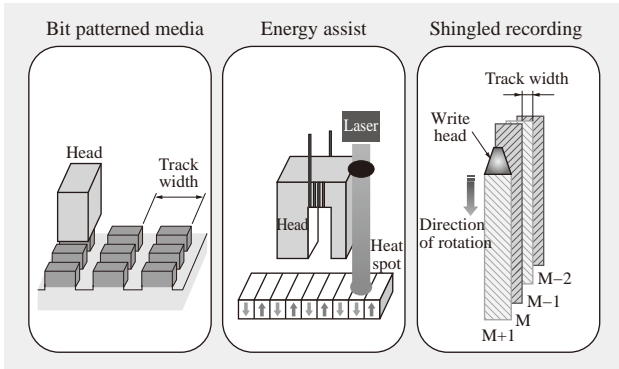 Bit patterned media
Energy assist
Shingled recording
Head
Track
width
Laser
Head
Heat
spot
Track width
Write
head
Direction
of rotation
M−2
M−1
M
M+1